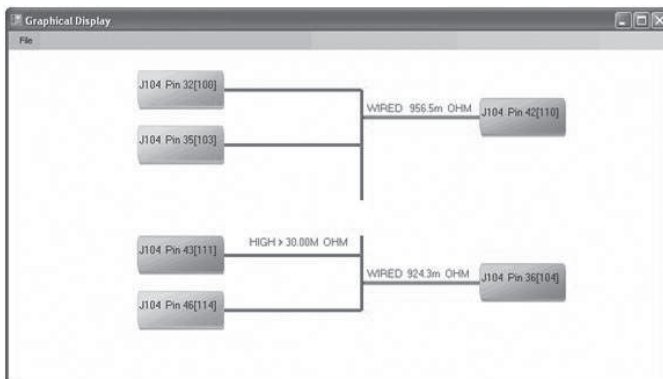 Graphical Display
File
J104 Pin 32[100]
WIRED 956.5m OHM
J104 Pin 42[110]
J104 Pin 35[103]
J104 Pin 43[111]
HIGH > 30.00M OHM
WIRED 924.3m OHM
J104 Pin 36[104]
J104 Pin 46[114]